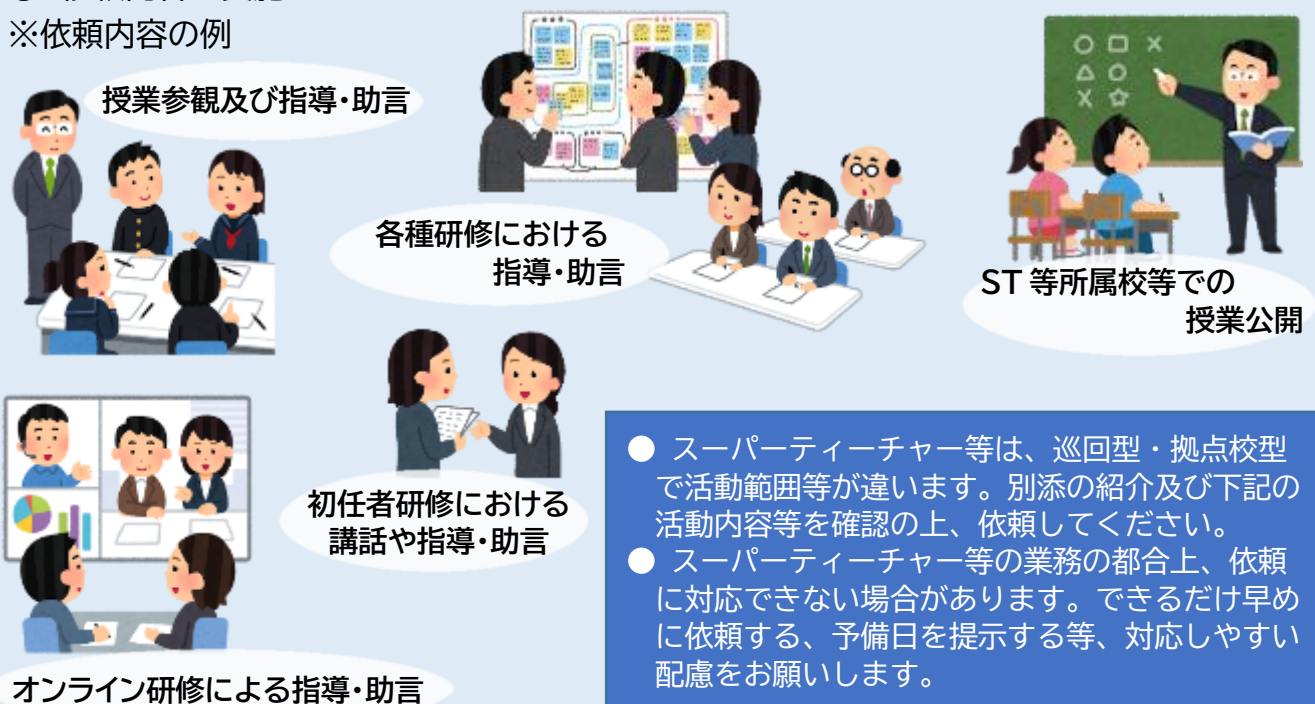 ※依頼内容の例
授業参観及び指導・助言
各種研修における
指導・助言
ST 等所属校等での
授業公開
初任者研修における
講話や指導・助言
オンライン研修による指導・助言
● スーパーティーチャー等は、巡回型・拠点校型
で活動範囲等が違います。別添の紹介及び下記の
活動内容等を確認の上、依頼してください。
● スーパーティーチャー等の業務の都合上、依頼
に対応できない場合があります。できるだけ早め
に依頼する、予備日を提示する等、対応しやすい
配慮をお願いします。